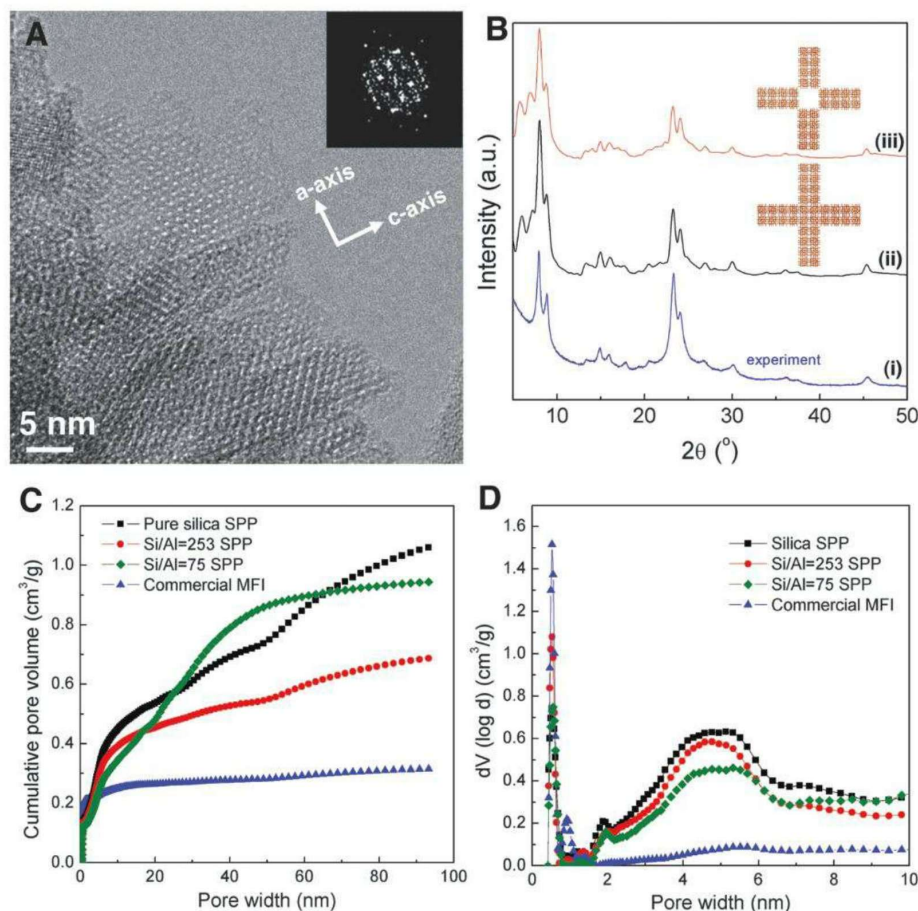 A
a-axis
c-axis
5 nm
B
Intensity (a.u.)
(iii)
(ii)
experiment
(i)
10 20 30 40 50
2θ (°)
C
Cumulative pore volume (cm³/g)
1.2
1.0
0.8
0.6
0.4
0.2
0.0
Pure silica SPP
Si/Al=253 SPP
Si/Al=75 SPP
Commercial MFI
0 20 40 60 80 100
Pore width (nm)
D
dV (log d) (cm³/g)
1.6
1.4
1.2
1.0
0.8
0.6
0.4
0.2
0.0
Silica SPP
Si/Al=253 SPP
Si/Al=75 SPP
Commercial MFI
0 2 4 6 8 10
Pore width (nm)